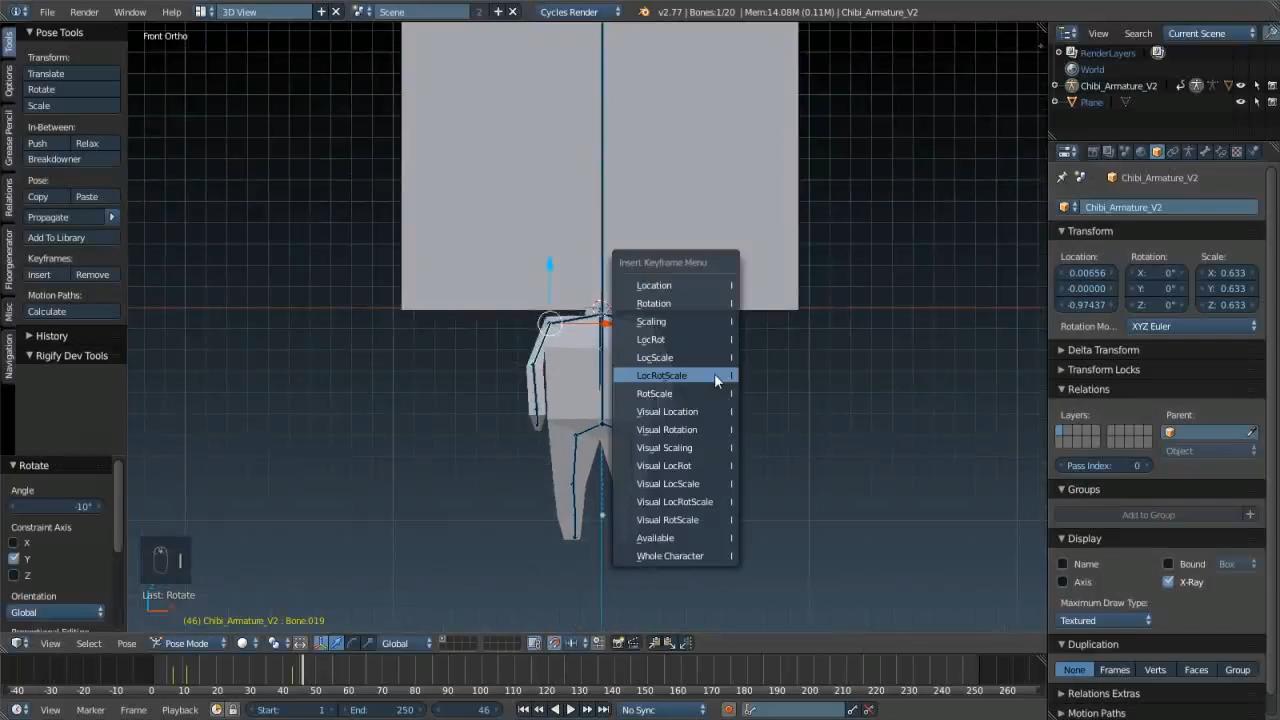 File Render Window Help 3D View Scene 2 Cycles Render v2.77 | Bones:1/20 | Mem:14.08M (0.11M) | Chibi_Armature_V2
Tools
Options
Grease Pencil
Relations
Floorgenerator
Misc
Navigation
Pose Tools
Transform:
Translate
Rotate
Scale
In-Between:
Push Relax
Breakdowner
Pose:
Copy Paste
Propagate
Add To Library
Keyframes:
Insert Remove
Motion Paths:
Calculate
History
Rigify Dev Tools
Rotate
Angle
-10°
Constraint Axis
X
Y
Z
Orientation
Global
Front Ortho
Insert Keyframe Menu
Location I
Rotation I
Scaling I
LocRot I
LocScale I
LocRotScale I
RotScale I
Visual Location I
Visual Rotation I
Visual Scaling I
Visual LocRot I
Visual LocScale I
Visual LocRotScale I
Visual RotScale I
Available I
Whole Character I
I
Last: Rotate
(46) Chibi_Armature_V2 : Bone.019
View Select Pose Pose Mode Global
-40 -30 -20 -10 0 10 20 30 40 50 60 70 80 90 100 110 120 130 140 150 160 170 180 190 200 210 220 230 240 250 260
View Marker Frame Playback Start: 1 End: 250 46 No Sync
View Search Current Scene
RenderLayers
World
Chibi_Armature_V2
Plane
Chibi_Armature_V2
Chibi_Armature_V2
Transform
Location: Rotation: Scale:
0.00656 X: 0° X: 0.633
-0.00000 Y: 0° Y: 0.633
-0.97437 Z: 0° Z: 0.633
Rotation Mo... XYZ Euler
Delta Transform
Transform Locks
Relations
Layers: Parent:
Object
Pass Index: 0
Groups
Add to Group
Display
Name Bound Box
Axis X-Ray
Maximum Draw Type:
Textured
Duplication
None Frames Verts Faces Group
Relations Extras
Motion Paths